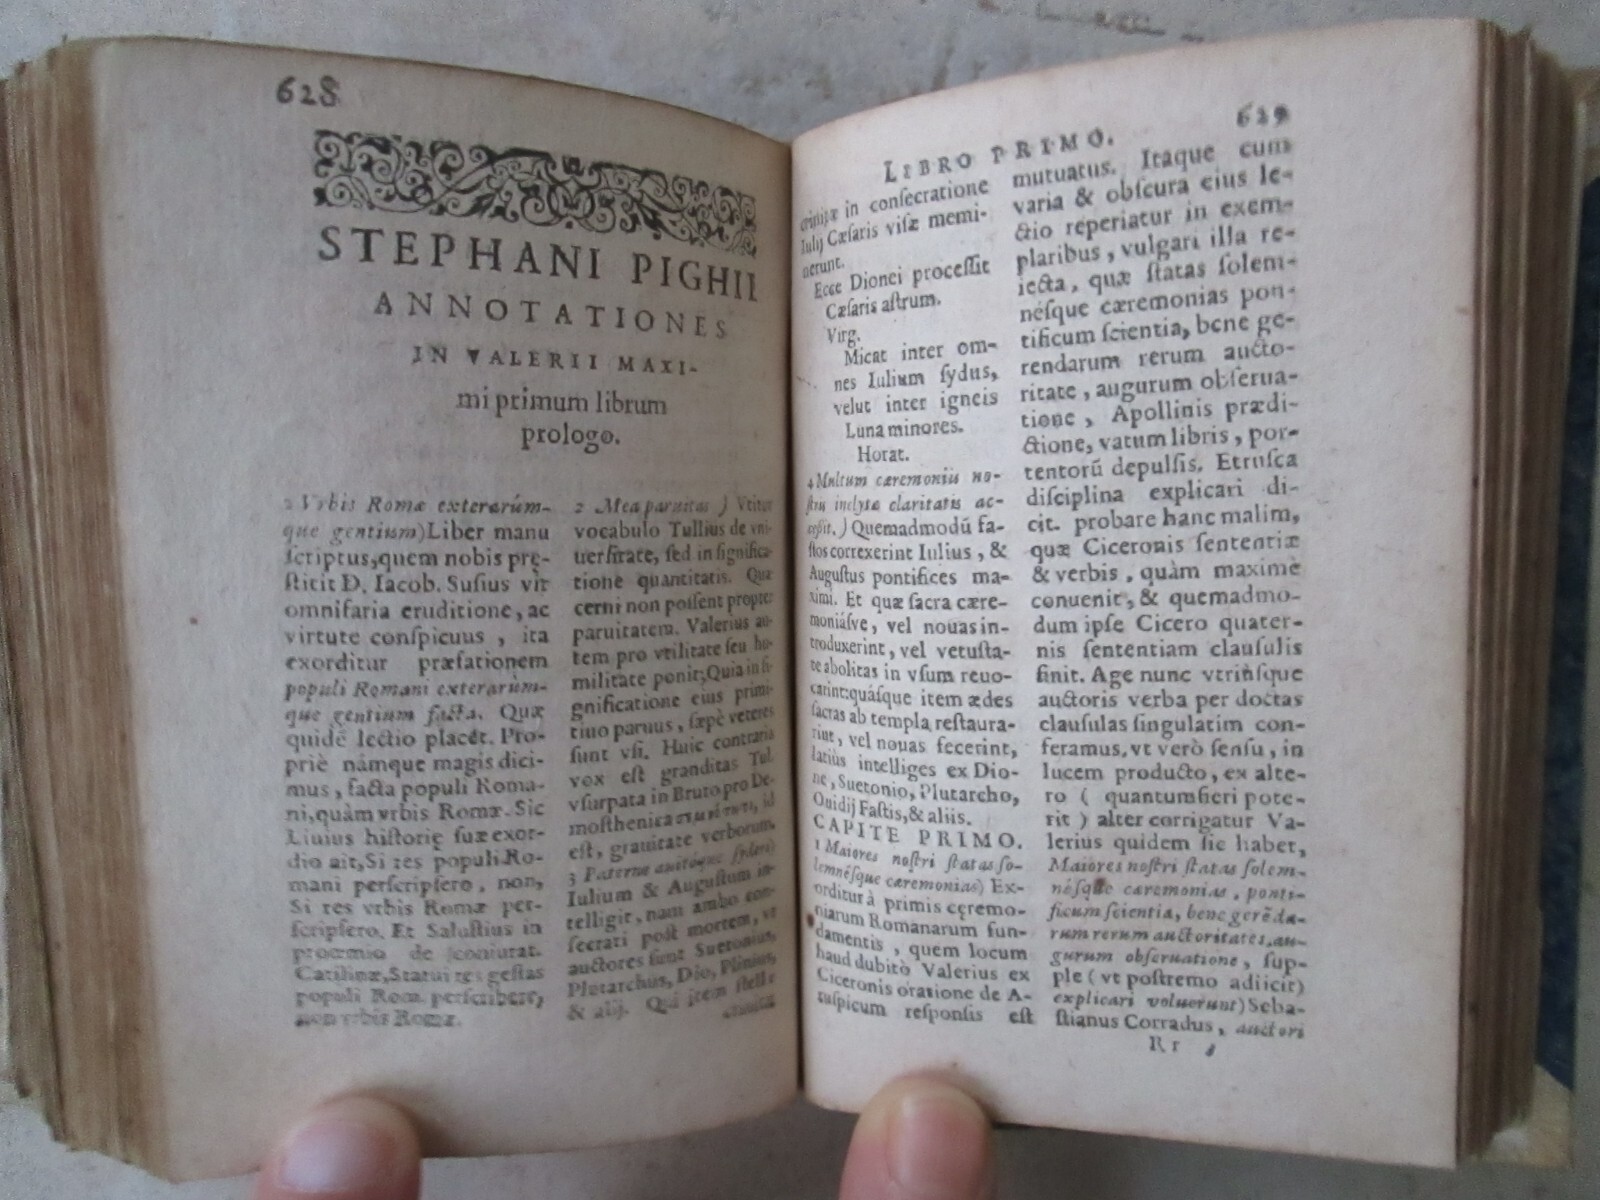 628
STEPHANI PIGHII
ANNOTATIONES
IN VALERII MAXI-
mi primum librum
prologo.
1 Vrbis Romæ exterarúm-
que gentium) Liber manu
ſcriptus, quem nobis prę-
ſtitit D. Iacob. Suſius vir
omnifaria eruditione, ac
virtute conſpicuus, ita
exorditur præfationem
populi Romani exterarúm-
que gentium facta. Quæ
quidē lectio placet. Pro-
priè námque magis dici-
mus, facta populi Roma-
ni, quàm vrbis Romæ. Sic
Liuius hiſtorię ſuæ exor-
dio ait, Si res populi Ro-
mani perſcripſero, non,
Si res vrbis Romæ per-
ſcripſero. Et Saluſtius in
proœmio de coniurat.
Catilinæ, Statui res geſtas
populi Rom. perſcribere,
non vrbis Romæ.
2 Mea paruitas) Vtitur
vocabulo Tullius de vni-
uerſitate, ſed in ſignifica-
tione quantitatis. Quæ
cerni non poſſent propter
paruitatem. Valerius au-
tem pro vtilitate ſeu hu-
militate ponit; Quia in ſi-
gnificatione eius primi-
tiuo paruus, ſæpè veteres
ſunt vſi. Huic contraria
vox eſt granditas Tul.
vſurpata in Bruto pro De-
moſthenica id
eſt, grauitate verborum.
3 Paterno auitóque ſyderi)
Iulium & Auguſtum in-
telligit, nam ambo con-
ſecrati poſt mortem, vt
auctores ſunt Suetonius,
Plutarchus, Dio, Plinius,
& alij. Qui item ſtellæ
crinitæ
LIBRO PRIMO. 629
crinitæ in conſecratione
Iulij Cæſaris viſæ memi-
nerunt.
Ecce Dionei proceſſit
Cæſaris aſtrum.
Virg.
Micat inter om-
nes Iulium ſydus,
velut inter igneis
Luna minores.
Horat.
4 Multum cæremoniis no-
ſtris inclytæ claritatis ac-
ceſſit.) Quemadmodū fa-
ſtos correxerint Iulius, &
Auguſtus pontifices ma-
ximi. Et quæ ſacra cære-
moniáſve, vel nouas in-
troduxerint, vel vetuſta-
te abolitas in vſum reuo-
carint: quáſque item ædes
ſacras ab templa reſtaura-
rint, vel nouas fecerint,
latiùs intelliges ex Dio-
ne, Suetonio, Plutarcho,
Ouidij Faſtis, & aliis.
CAPITE PRIMO.
1 Maiores noſtri ſtatas ſo-
lemnéſque cæremonias) Ex-
orditur à primis cęremo-
niarum Romanarum fun-
damentis, quem locum
haud dubitò Valerius ex
Ciceronis oratione de A-
ruſpicum reſponſis eſt
mutuatus. Itaque cum
varia & obſcura eius le-
ctio reperiatur in exem-
plaribus, vulgari illa re-
iecta, quæ ſtatas ſolem-
néſque cæremonias pon-
tificum ſcientia, bene ge-
rendarum rerum aucto-
ritate, augurum obſerua-
tione, Apollinis prædi-
ctione, vatum libris, por-
tentorū depulſis. Etruſca
diſciplina explicari di-
cit. probare hanc malim,
quæ Ciceronis ſententiæ
& verbis, quàm maximè
conuenit, & quemadmo-
dum ipſe Cicero quater-
nis ſententiam clauſulis
finit. Age nunc vtriúſque
auctoris verba per doctas
clauſulas ſingulatim con-
feramus, vt verò ſenſu, in
lucem producto, ex alte-
ro (quantumfieri pote-
rit) alter corrigatur Va-
lerius quidem ſic habet,
Maiores noſtri ſtatas ſolem-
néſque cæremonias, ponti-
ficum ſcientia, bene gerēda-
rum rerum auctoritates, au-
gurum obſeruatione, ſup-
ple (vt poſtremo adiicit)
explicari voluerunt) Seba-
ſtianus Corradus, auctori
Rr